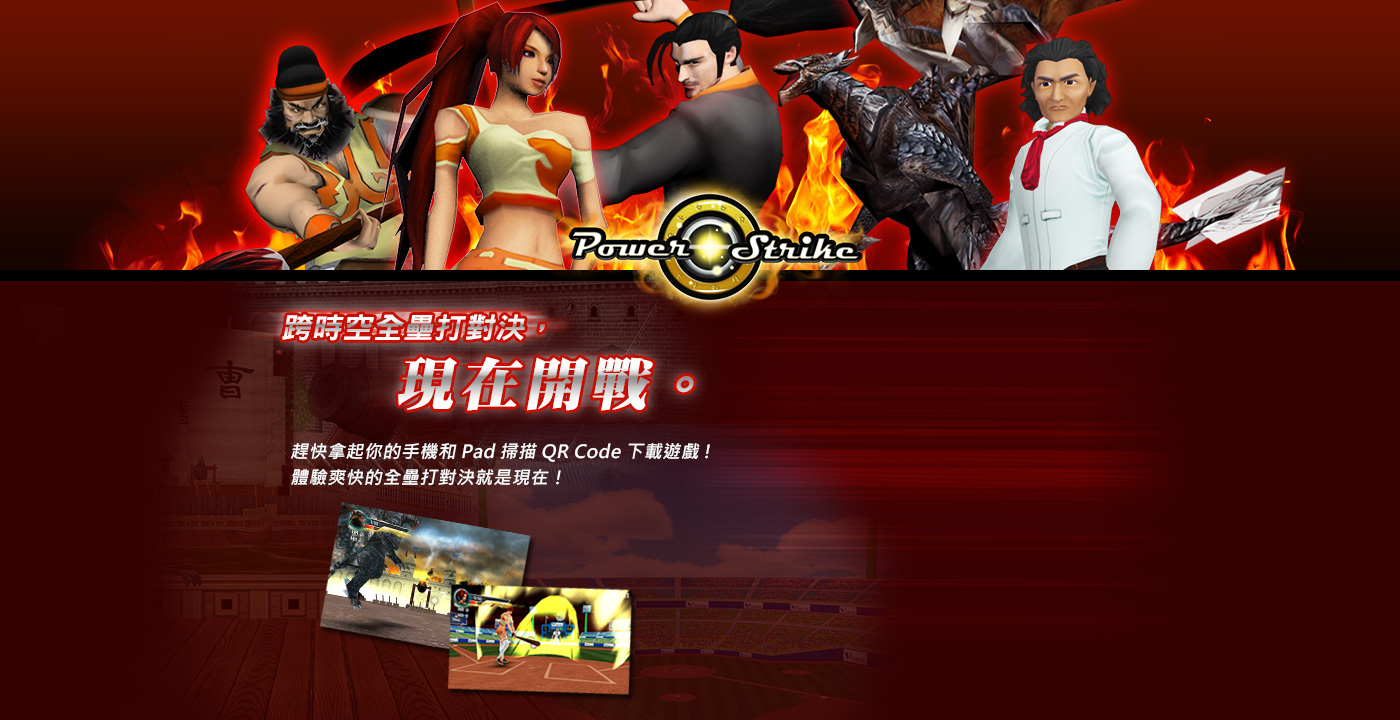 Power Strike
跨時空全壘打對決，
現在開戰。
曹
趕快拿起你的手機和 Pad 掃描 QR Code 下載遊戲！
體驗爽快的全壘打對決就是現在！